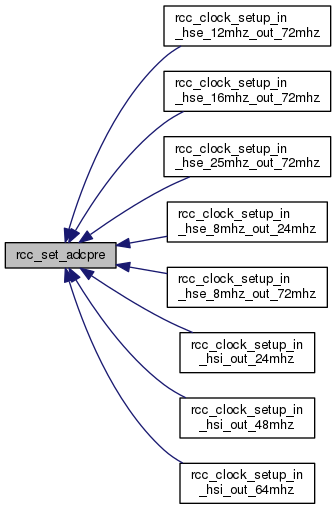 rcc_clock_setup_in
_hse_12mhz_out_72mhz
rcc_clock_setup_in
_hse_16mhz_out_72mhz
rcc_clock_setup_in
_hse_25mhz_out_72mhz
rcc_clock_setup_in
_hse_8mhz_out_24mhz
rcc_set_adcpre
rcc_clock_setup_in
_hse_8mhz_out_72mhz
rcc_clock_setup_in
_hsi_out_24mhz
rcc_clock_setup_in
_hsi_out_48mhz
rcc_clock_setup_in
_hsi_out_64mhz